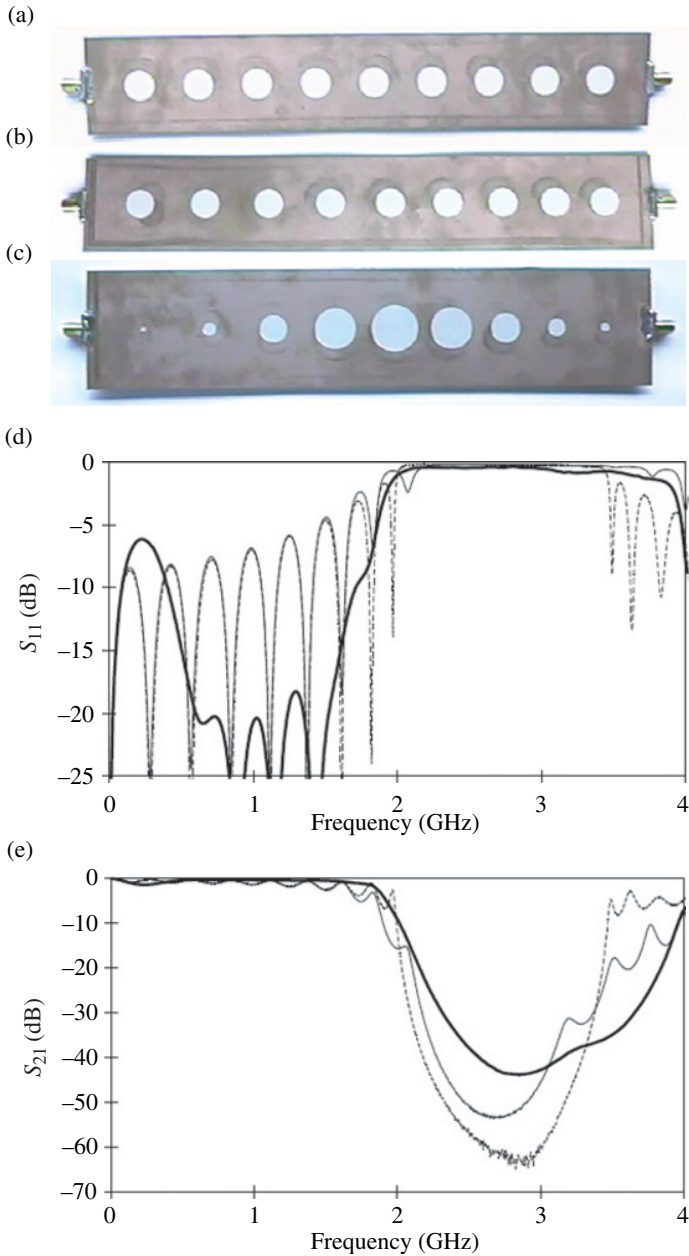 (a)
(b)
(c)
(d)
0
–5
–10
–15
–20
–25
S11 (dB)
0
1
2
3
4
Frequency (GHz)
(e)
0
–10
–20
–30
–40
–50
–60
–70
S21 (dB)
0
1
2
3
4
Frequency (GHz)